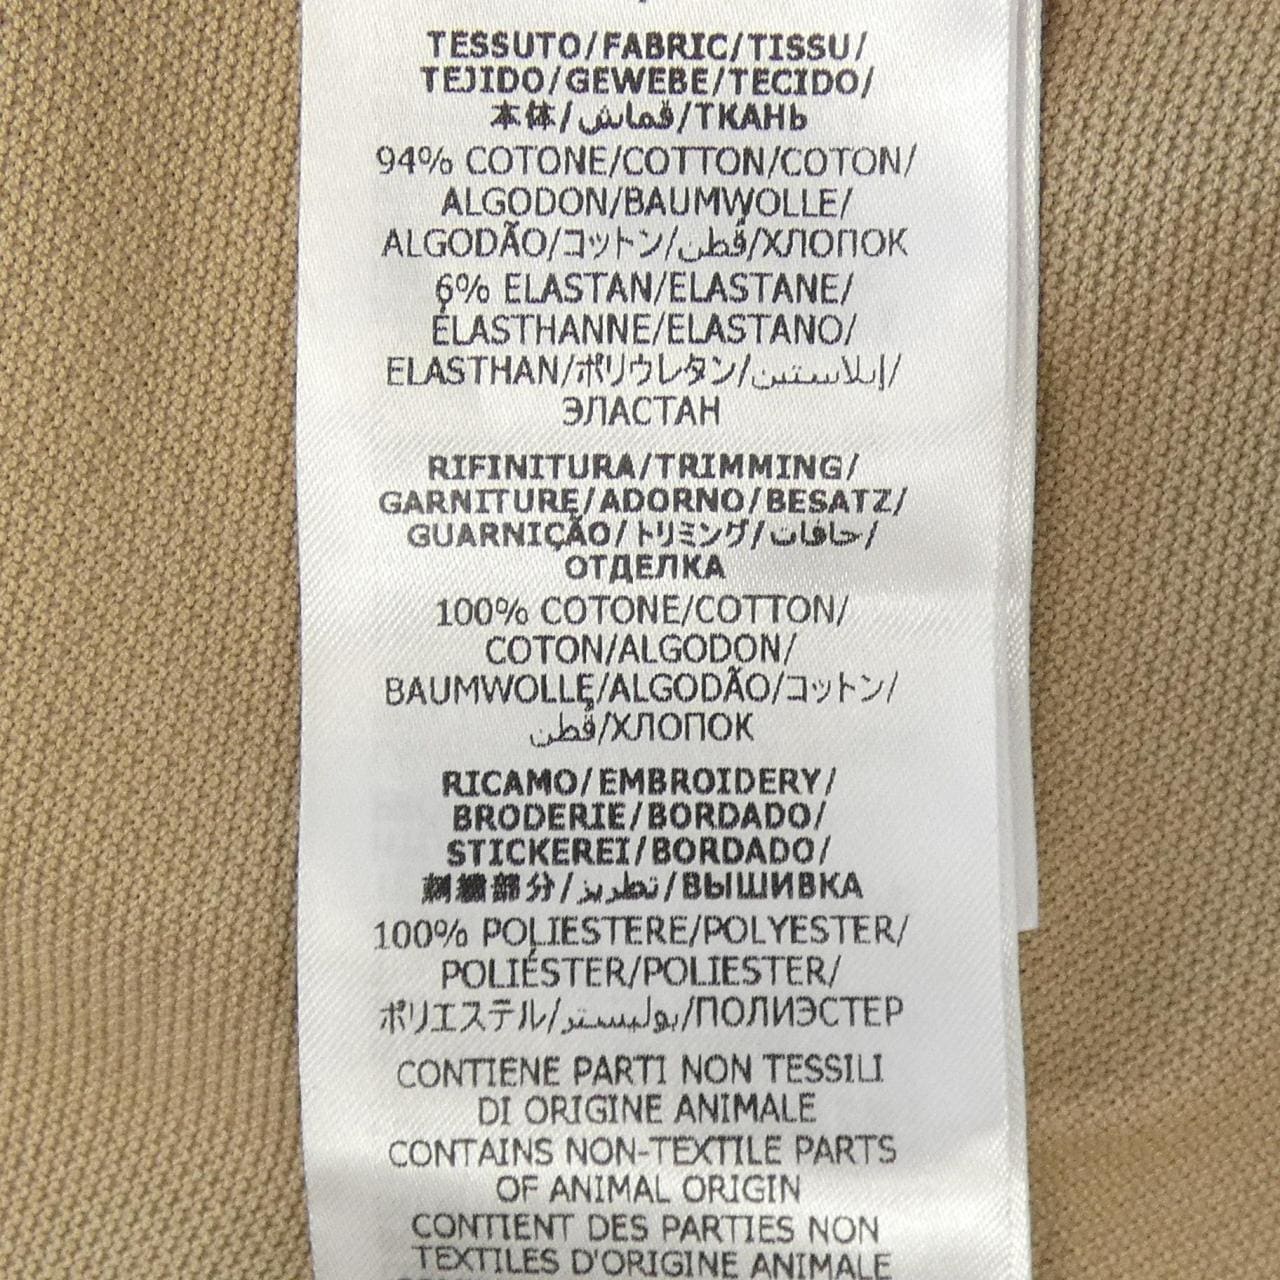 TESSUTO/FABRIC/TISSU/
TEJIDO/GEWEBE/TECIDO/
本体/قماش/ТКАНЬ
94% COTONE/COTTON/COTON/
ALGODON/BAUMWOLLE/
ALGODÃO/コットン/قطن/ХЛОПОК
6% ELASTAN/ELASTANE/
ÉLASTHANNE/ELASTANO/
ELASTHAN/ポリウレタン/إيلاستين/
ЭЛАСТАН
RIFINITURA/TRIMMING/
GARNITURE/ADORNO/BESATZ/
GUARNIÇÃO/トリミング/حافات/
ОТДЕЛКА
100% COTONE/COTTON/
COTON/ALGODON/
BAUMWOLLE/ALGODÃO/コットン/
قطن/ХЛОПОК
RICAMO/EMBROIDERY/
BRODERIE/BORDADO/
STICKEREI/BORDADO/
刺繍部分/تطريز/ВЫШИВКА
100% POLIESTERE/POLYESTER/
POLIÉSTER/POLIESTER/
ポリエステル/بوليستر/ПОЛИЭСТЕР
CONTIENE PARTI NON TESSILI
DI ORIGINE ANIMALE
CONTAINS NON-TEXTILE PARTS
OF ANIMAL ORIGIN
CONTIENT DES PARTIES NON
TEXTILES D'ORIGINE ANIMALE